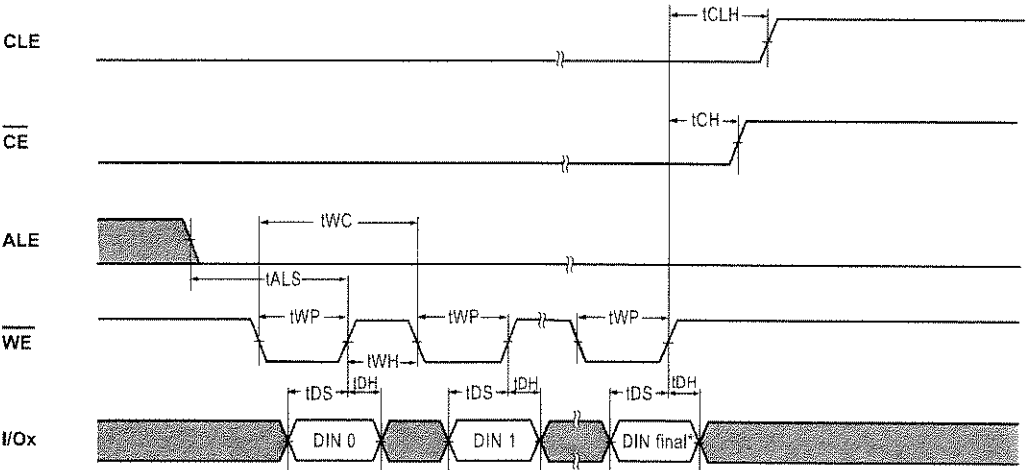 tCLH
CLE
tCH
CE
tWC
ALE
tALS
tWP tWP tWP
WE
tWH
tDS tDH tDS tDH tDS tDH
I/Ox DIN 0 DIN 1 DIN final*